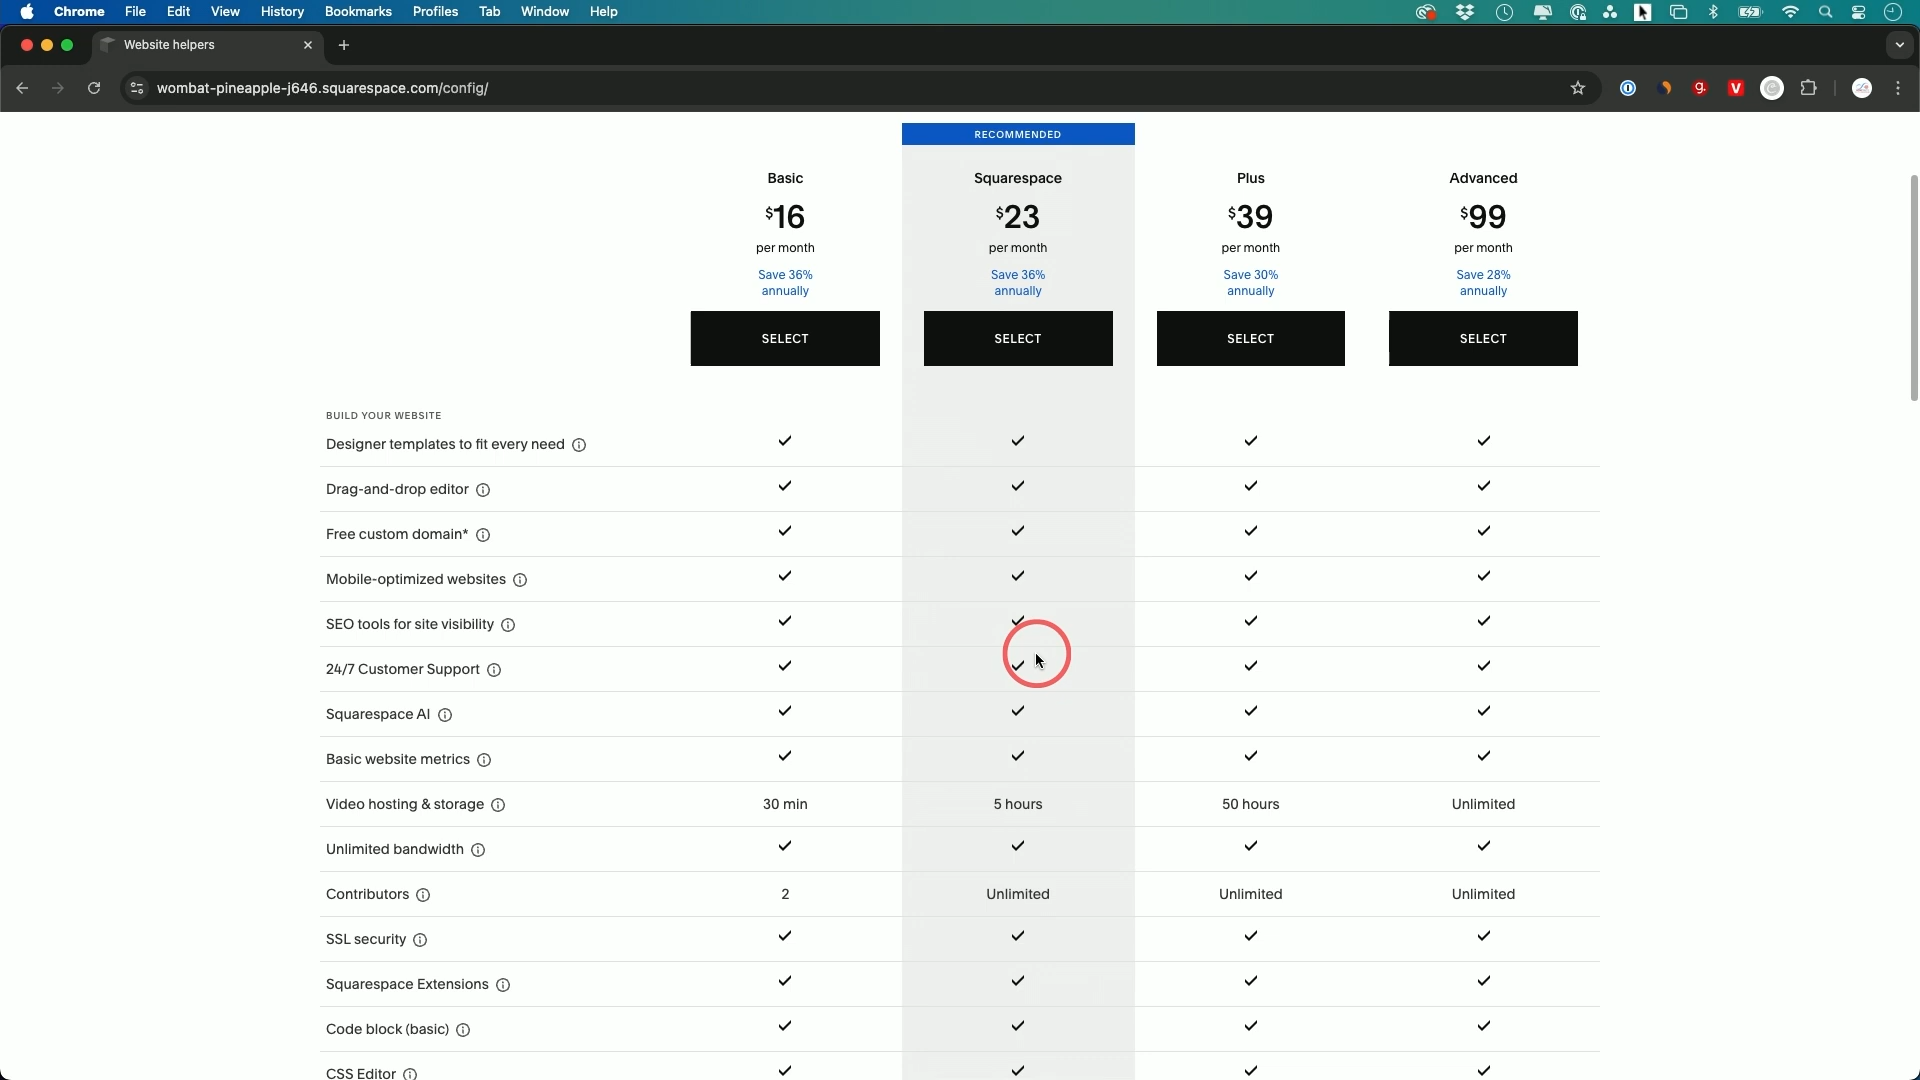 Chrome File Edit View History Bookmarks Profiles Tab Window Help
Website helpers
wombat-pineapple-j646.squarespace.com/config/
RECOMMENDED
Basic Squarespace Plus Advanced
$16 $23 $39 $99
per month per month per month per month
Save 36% Save 36% Save 30% Save 28%
annually annually annually annually
SELECT SELECT SELECT SELECT
BUILD YOUR WEBSITE
Designer templates to fit every need
Drag-and-drop editor
Free custom domain*
Mobile-optimized websites
SEO tools for site visibility
24/7 Customer Support
Squarespace AI
Basic website metrics
Video hosting & storage 30 min 5 hours 50 hours Unlimited
Unlimited bandwidth
Contributors 2 Unlimited Unlimited Unlimited
SSL security
Squarespace Extensions
Code block (basic)
CSS Editor